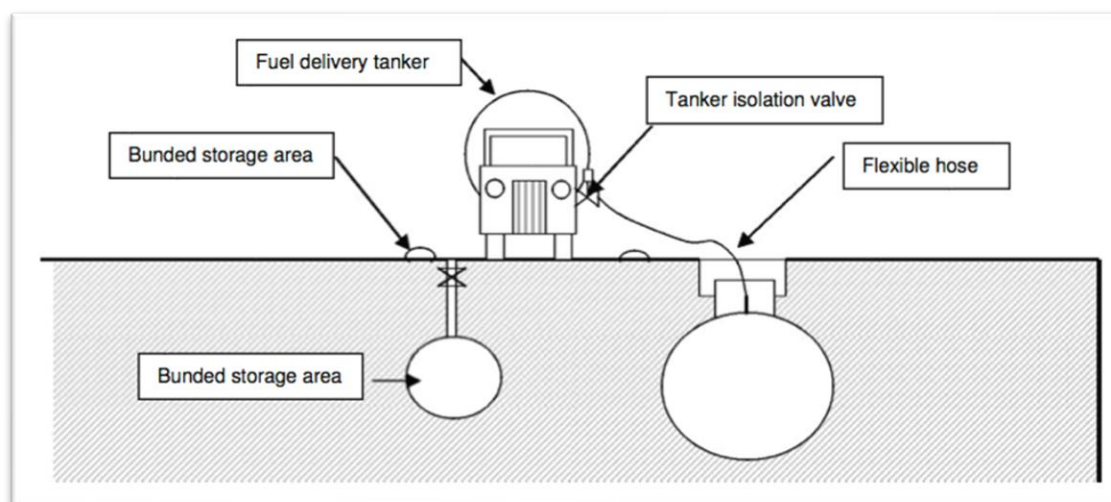 Fuel delivery tanker
Tanker isolation valve
Bunded storage area
Flexible hose
Bunded storage area